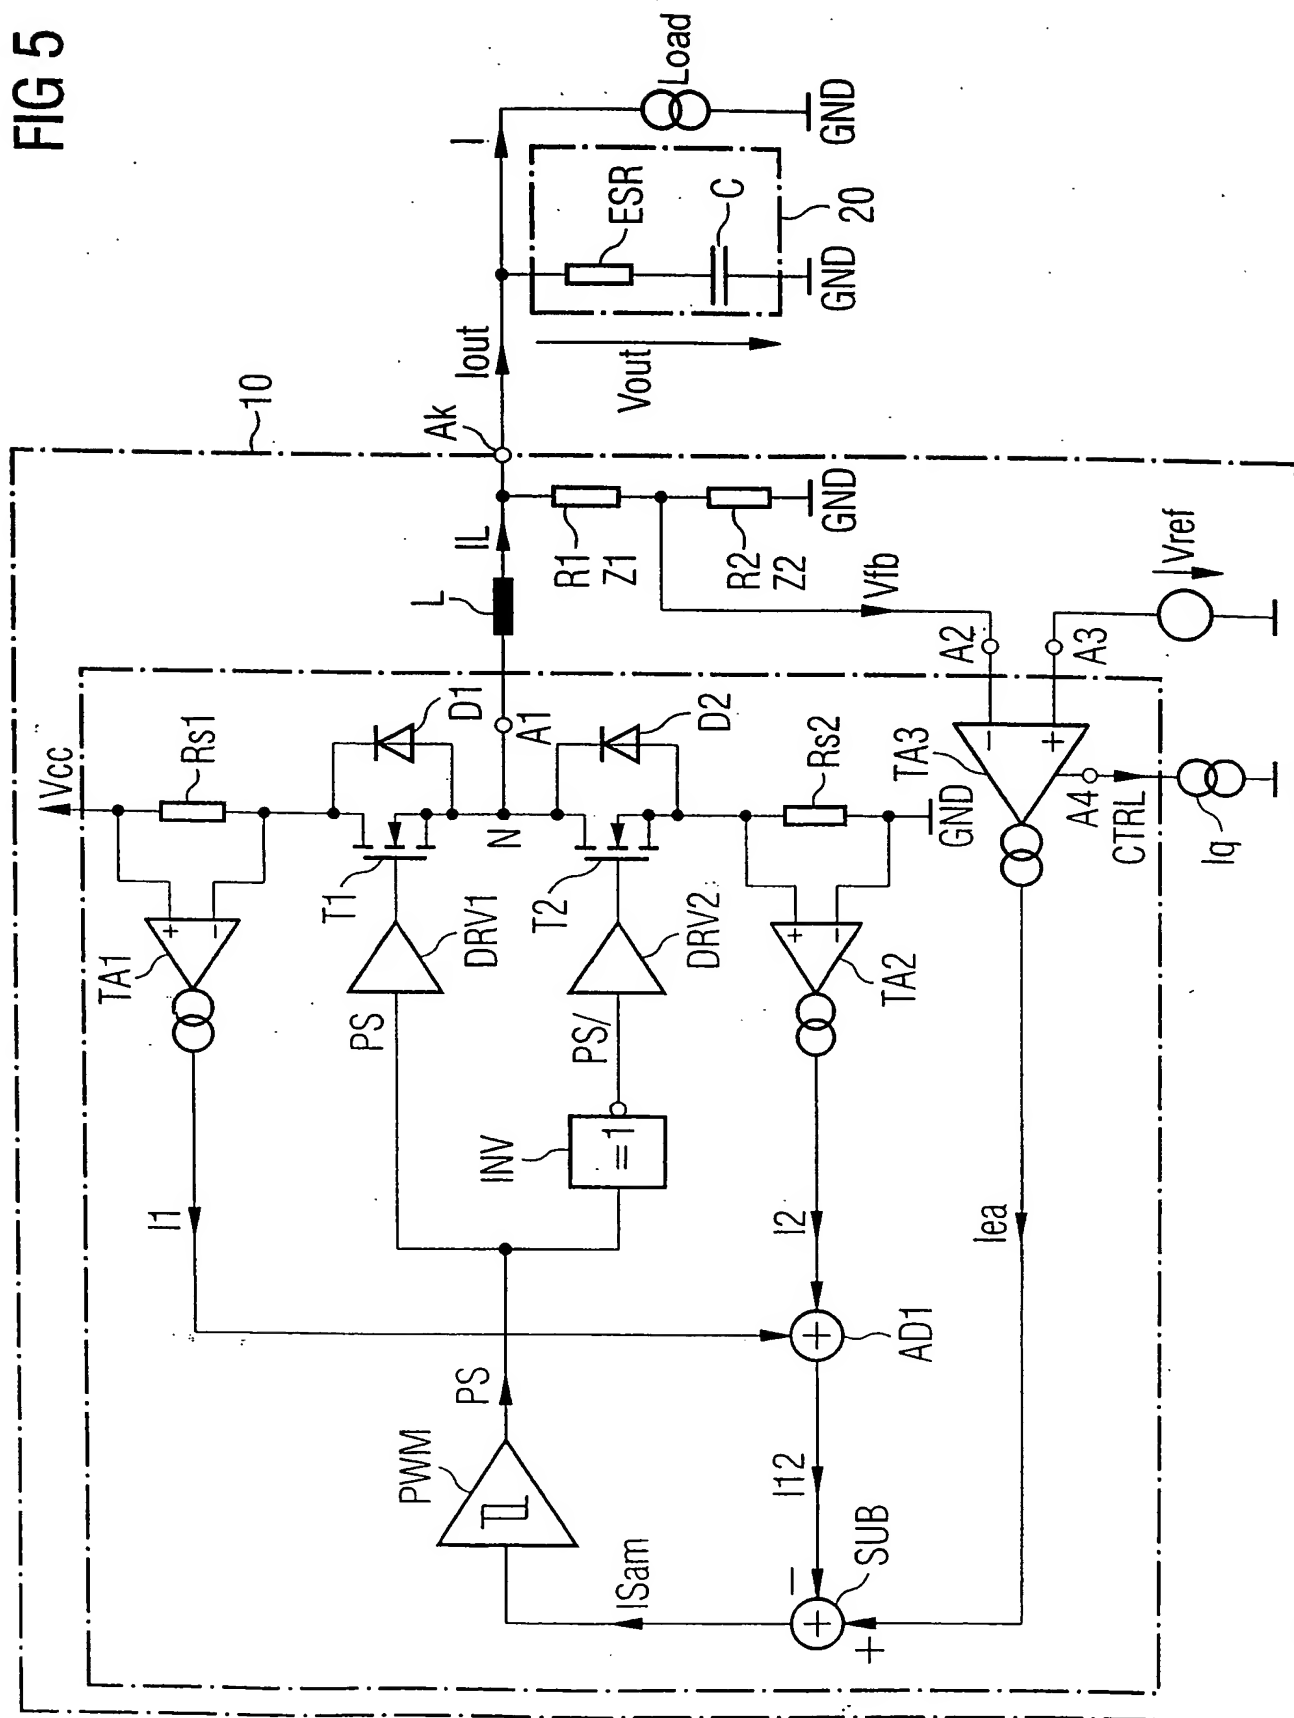 FIG 5
10
Vcc
Rs1
TA1
+
−
I1
T1
D1
PS
DRV1
N
A1
L
IL
Ak
Iout
I
Load
GND
ESR
C
20
GND
Vout
R1
Z1
R2
Z2
GND
Vfb
PWM
PS
ISam
INV
=1
PS/
DRV2
T2
D2
Rs2
GND
+
−
TA2
I2
AD1
+
I12
−
SUB
+
+
Iea
TA3
−
+
A2
A3
Vref
A4
CTRL
Iq